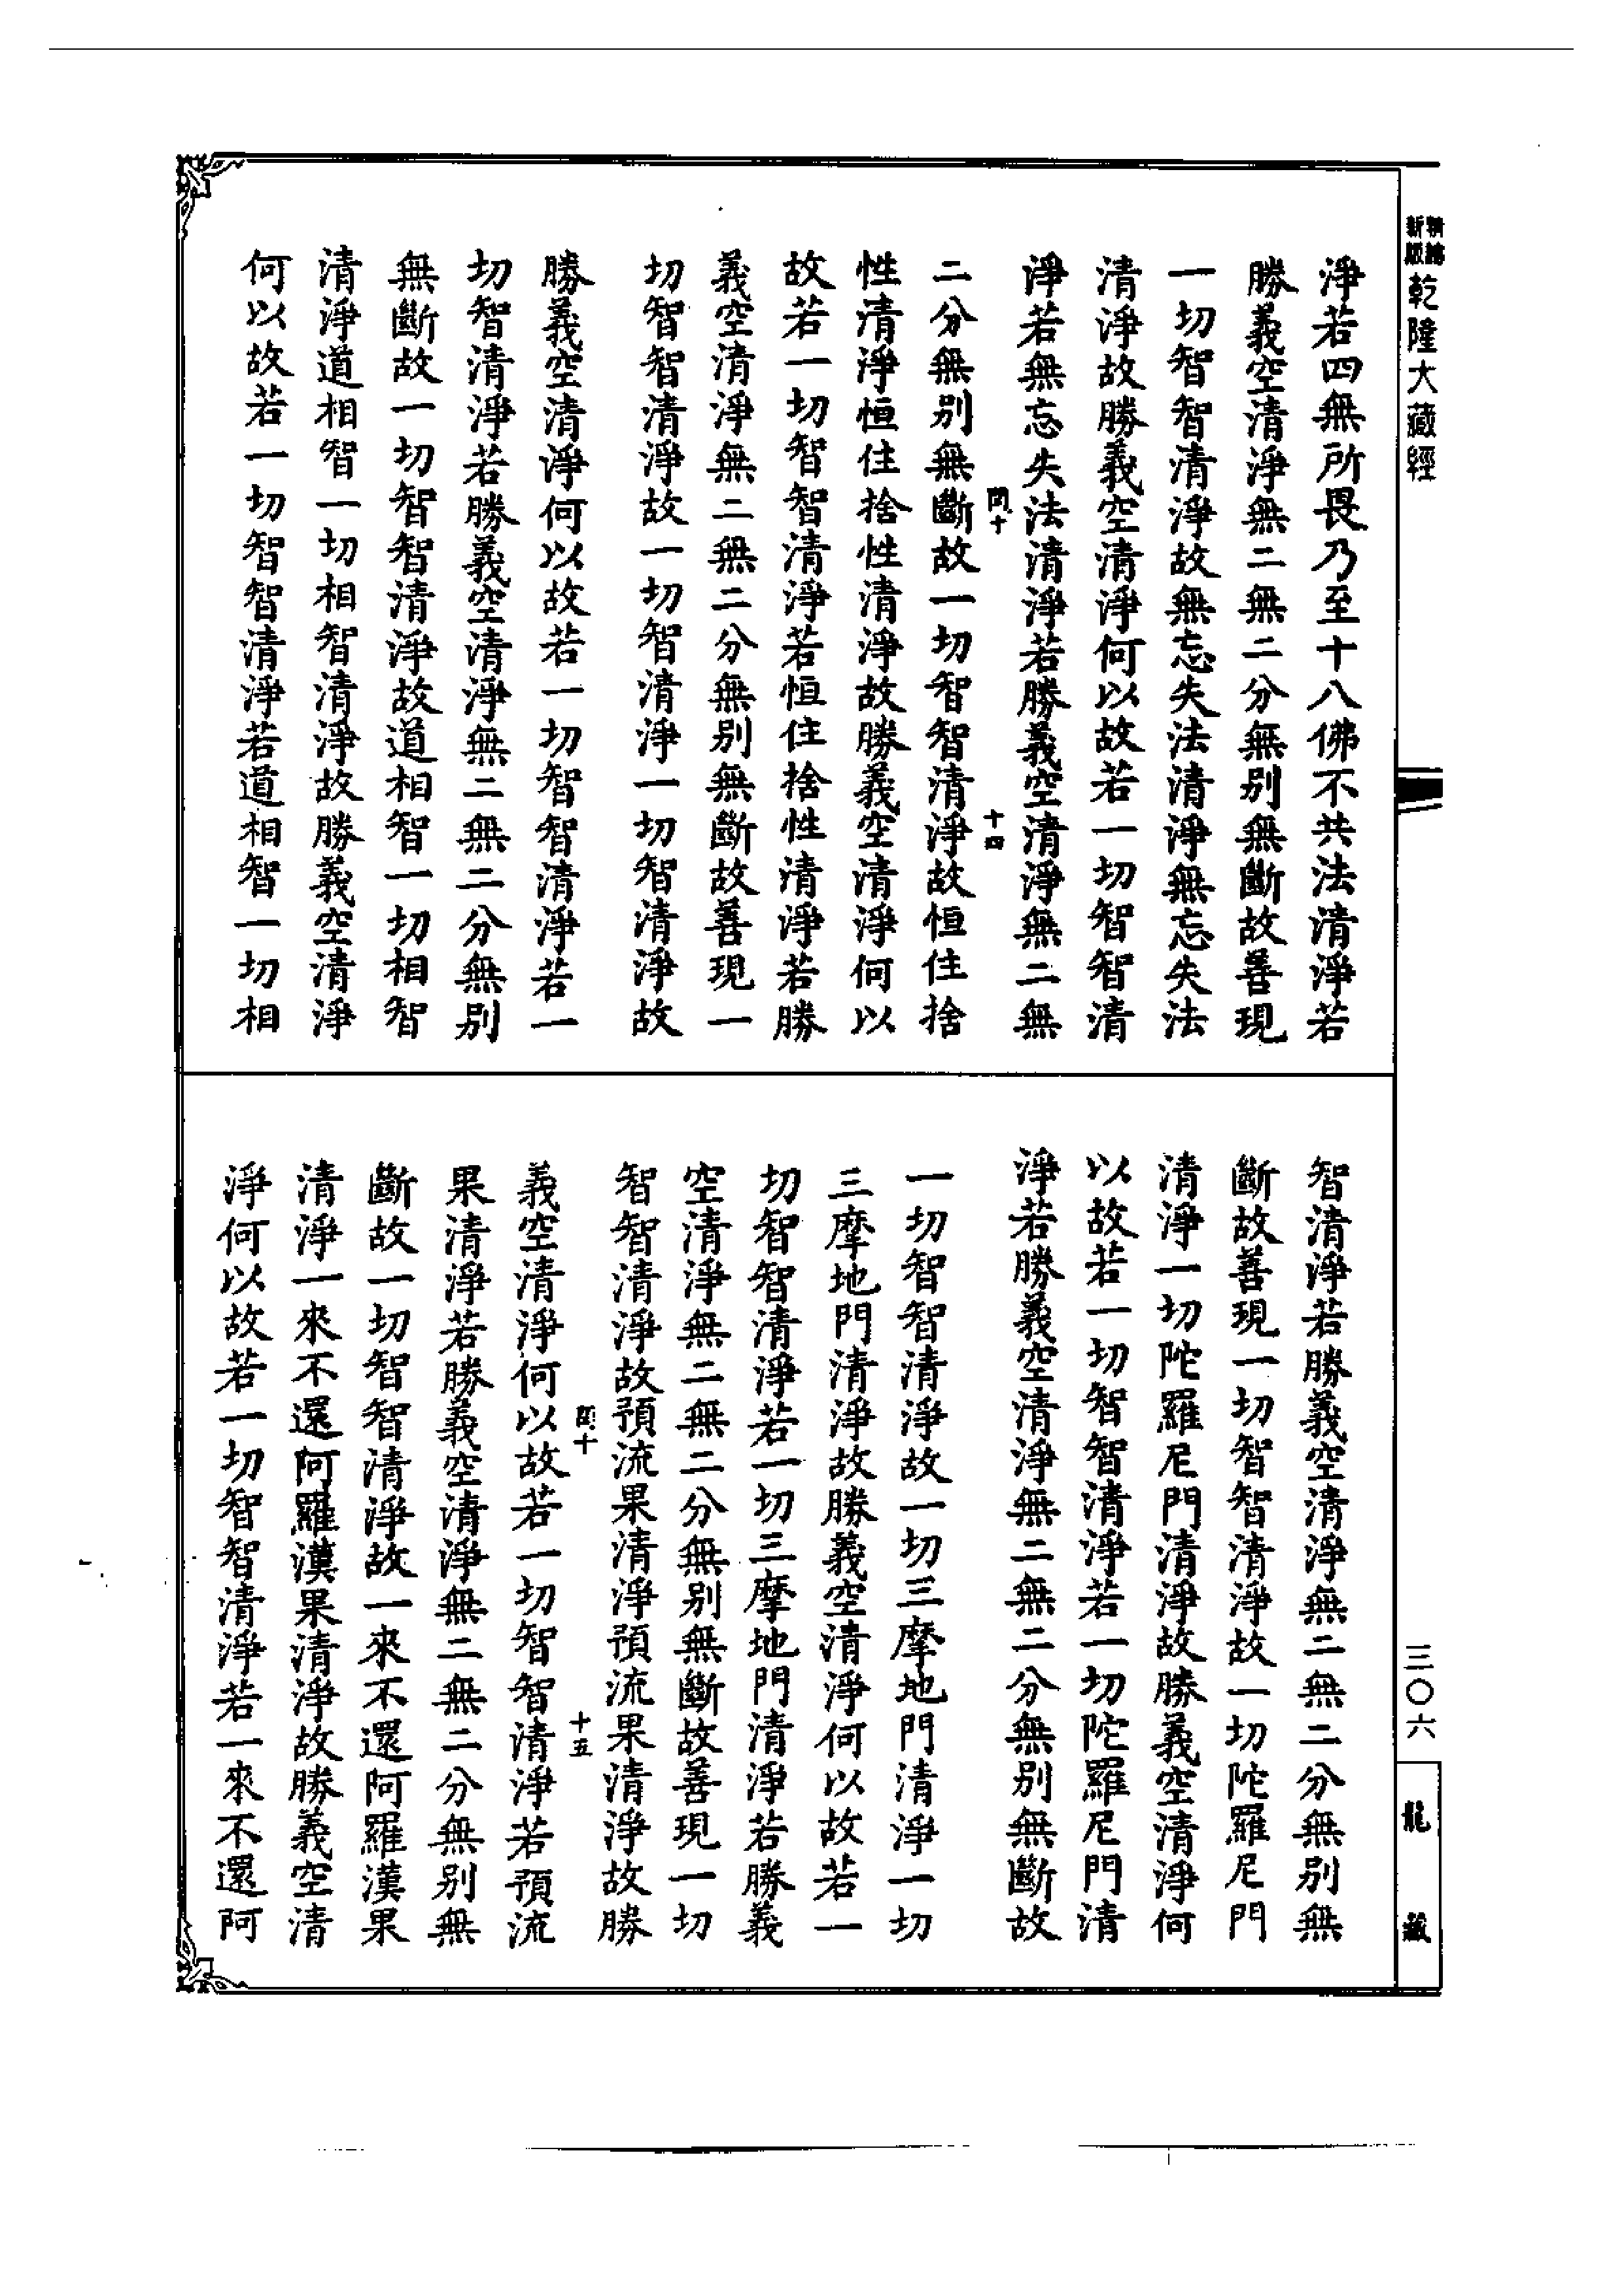 精繡
新版
乾隆大藏經
淨若四無所畏乃至十八佛不共法清淨若
勝義空清淨無二無二分無別無斷故善現
一切智智清淨故無忘失法清淨無忘失法
清淨故勝義空清淨何以故若一切智智清
淨若無忘失法清淨若勝義空清淨無二無
二分無別無斷故一切智智清淨故恒住捨
性清淨恒住捨性清淨故勝義空清淨何以
故若一切智智清淨若恒住捨性清淨若勝
義空清淨無二無二分無別無斷故善現一
切智智清淨故一切智清淨一切智清淨故
勝義空清淨何以故若一切智智清淨若一
切智清淨若勝義空清淨無二無二分無別
無斷故一切智智清淨故道相智一切相智
清淨道相智一切相智清淨故勝義空清淨
何以故若一切智智清淨若道相智一切相
十四
智清淨若勝義空清淨無二無二分無別無
斷故善現一切智智清淨故一切陀羅尼門
清淨一切陀羅尼門清淨故勝義空清淨何
以故若一切智智清淨若一切陀羅尼門清
淨若勝義空清淨無二無二分無別無斷故
一切智智清淨故一切三摩地門清淨一切
三摩地門清淨故勝義空清淨何以故若一
切智智清淨若一切三摩地門清淨若勝義
空清淨無二無二分無別無斷故善現一切
智智清淨故預流果清淨預流果清淨故勝
義空清淨何以故若一切智智清淨若預流
果清淨若勝義空清淨無二無二分無別無
斷故一切智智清淨故一來不還阿羅漢果
清淨一來不還阿羅漢果清淨故勝義空清
淨何以故若一切智智清淨若一來不還阿
十五
三〇六
龍藏